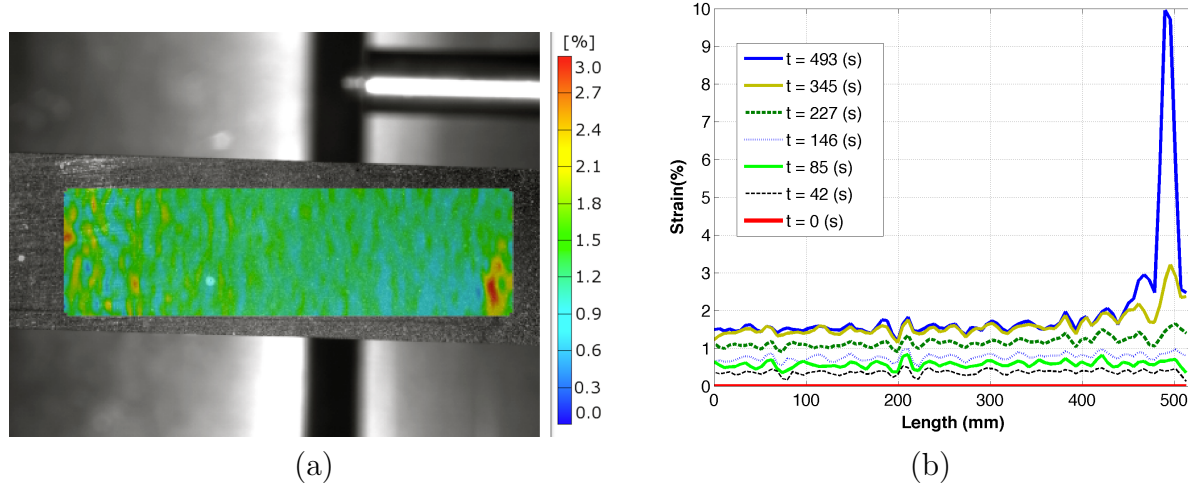 [%]
3.0
2.7
2.4
2.1
1.8
1.5
1.2
0.9
0.6
0.3
0.0
(a)
10
9
8
7
6
5
4
3
2
1
0
Strain(%)
t = 493 (s)
t = 345 (s)
t = 227 (s)
t = 146 (s)
t = 85 (s)
t = 42 (s)
t = 0 (s)
0 100 200 300 400 500
Length (mm)
(b)